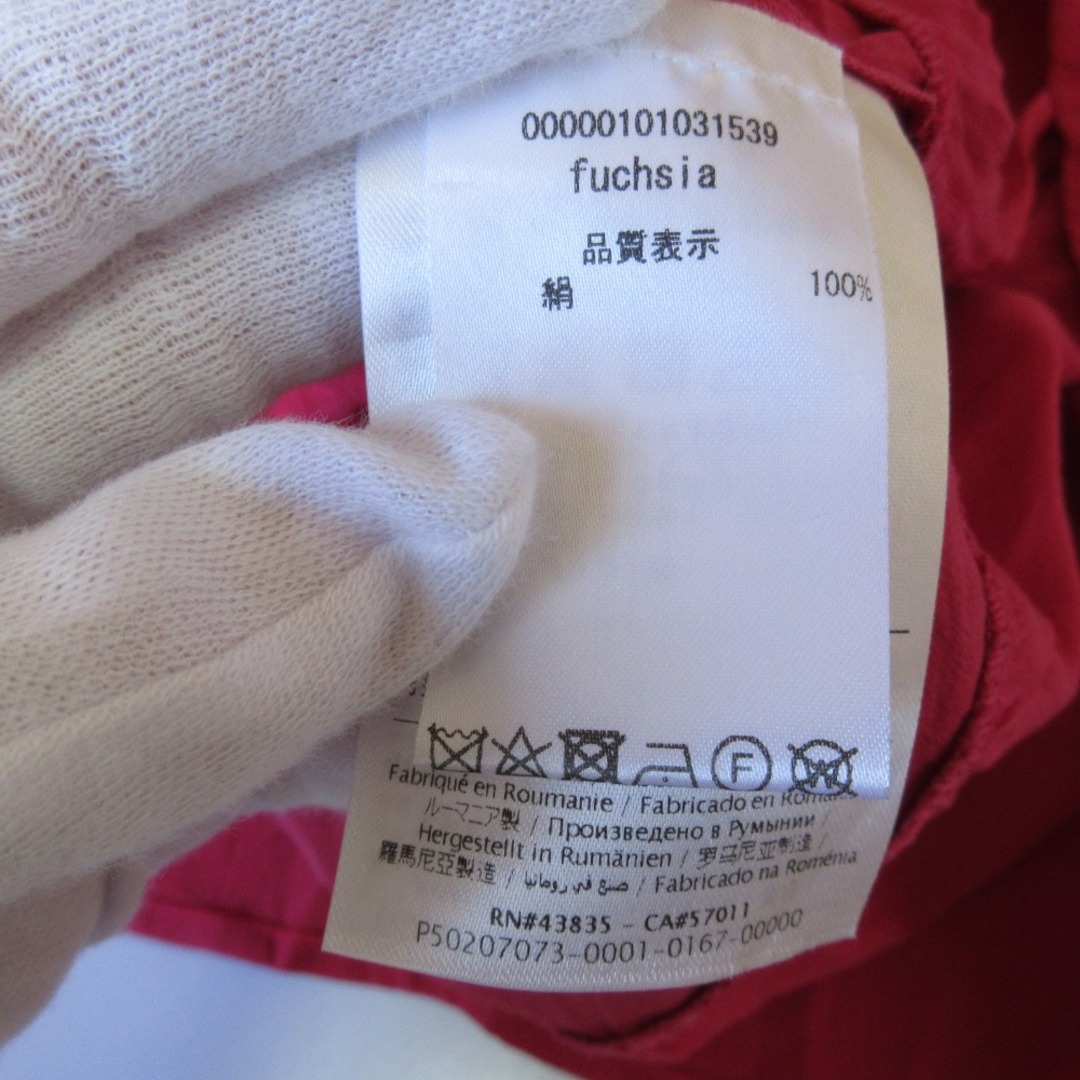 00000101031539
fuchsia
品質表示
絹 100%
F
W
Fabriqué en Roumanie / Fabricado en
ルーマニア製 / Произведено в Румынии /
Hergestellt in Rumänien / 罗马尼亚制造 /
羅馬尼亞製造 / صنع في رومانيا / Fabricado na Roménia
RN#43835 - CA#57011
P50207073-0001-0167-00000